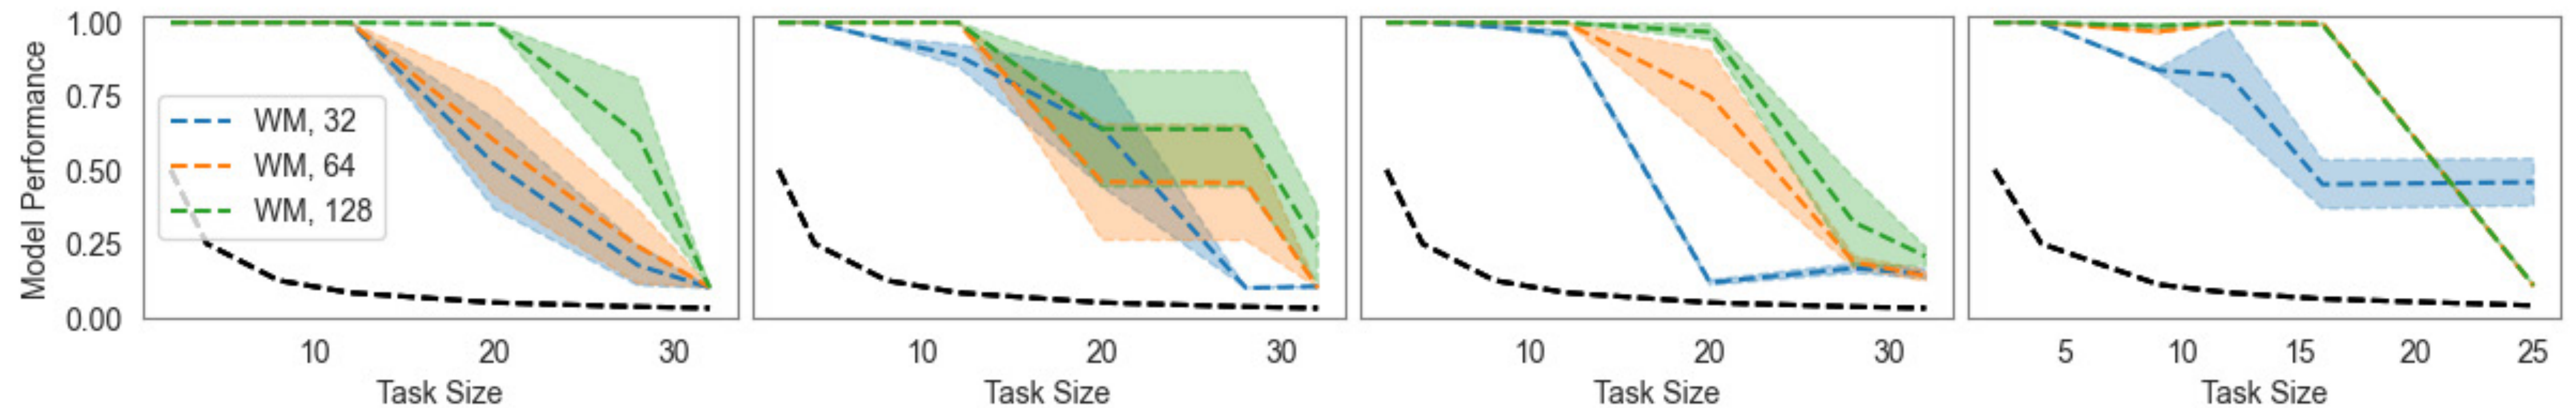 Model Performance
1.00
0.75
0.50
0.25
0.00
WM, 32
WM, 64
WM, 128
10 20 30
Task Size
10 20 30
Task Size
10 20 30
Task Size
5 10 15 20 25
Task Size